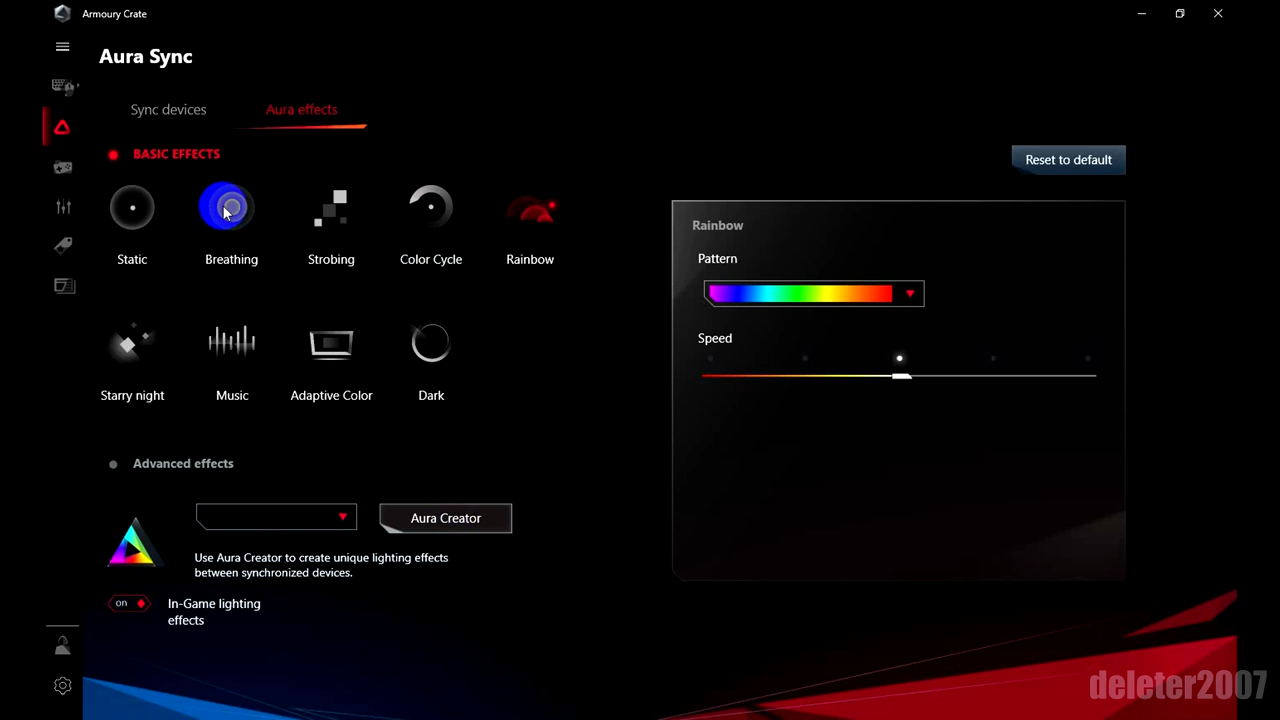 Armoury Crate
Aura Sync
Sync devices
Aura effects
BASIC EFFECTS
Reset to default
Static
Breathing
Strobing
Color Cycle
Rainbow
Starry night
Music
Adaptive Color
Dark
Rainbow
Pattern
Speed
Advanced effects
Aura Creator
Use Aura Creator to create unique lighting effects
between synchronized devices.
on
In-Game lighting
effects
deleter2007